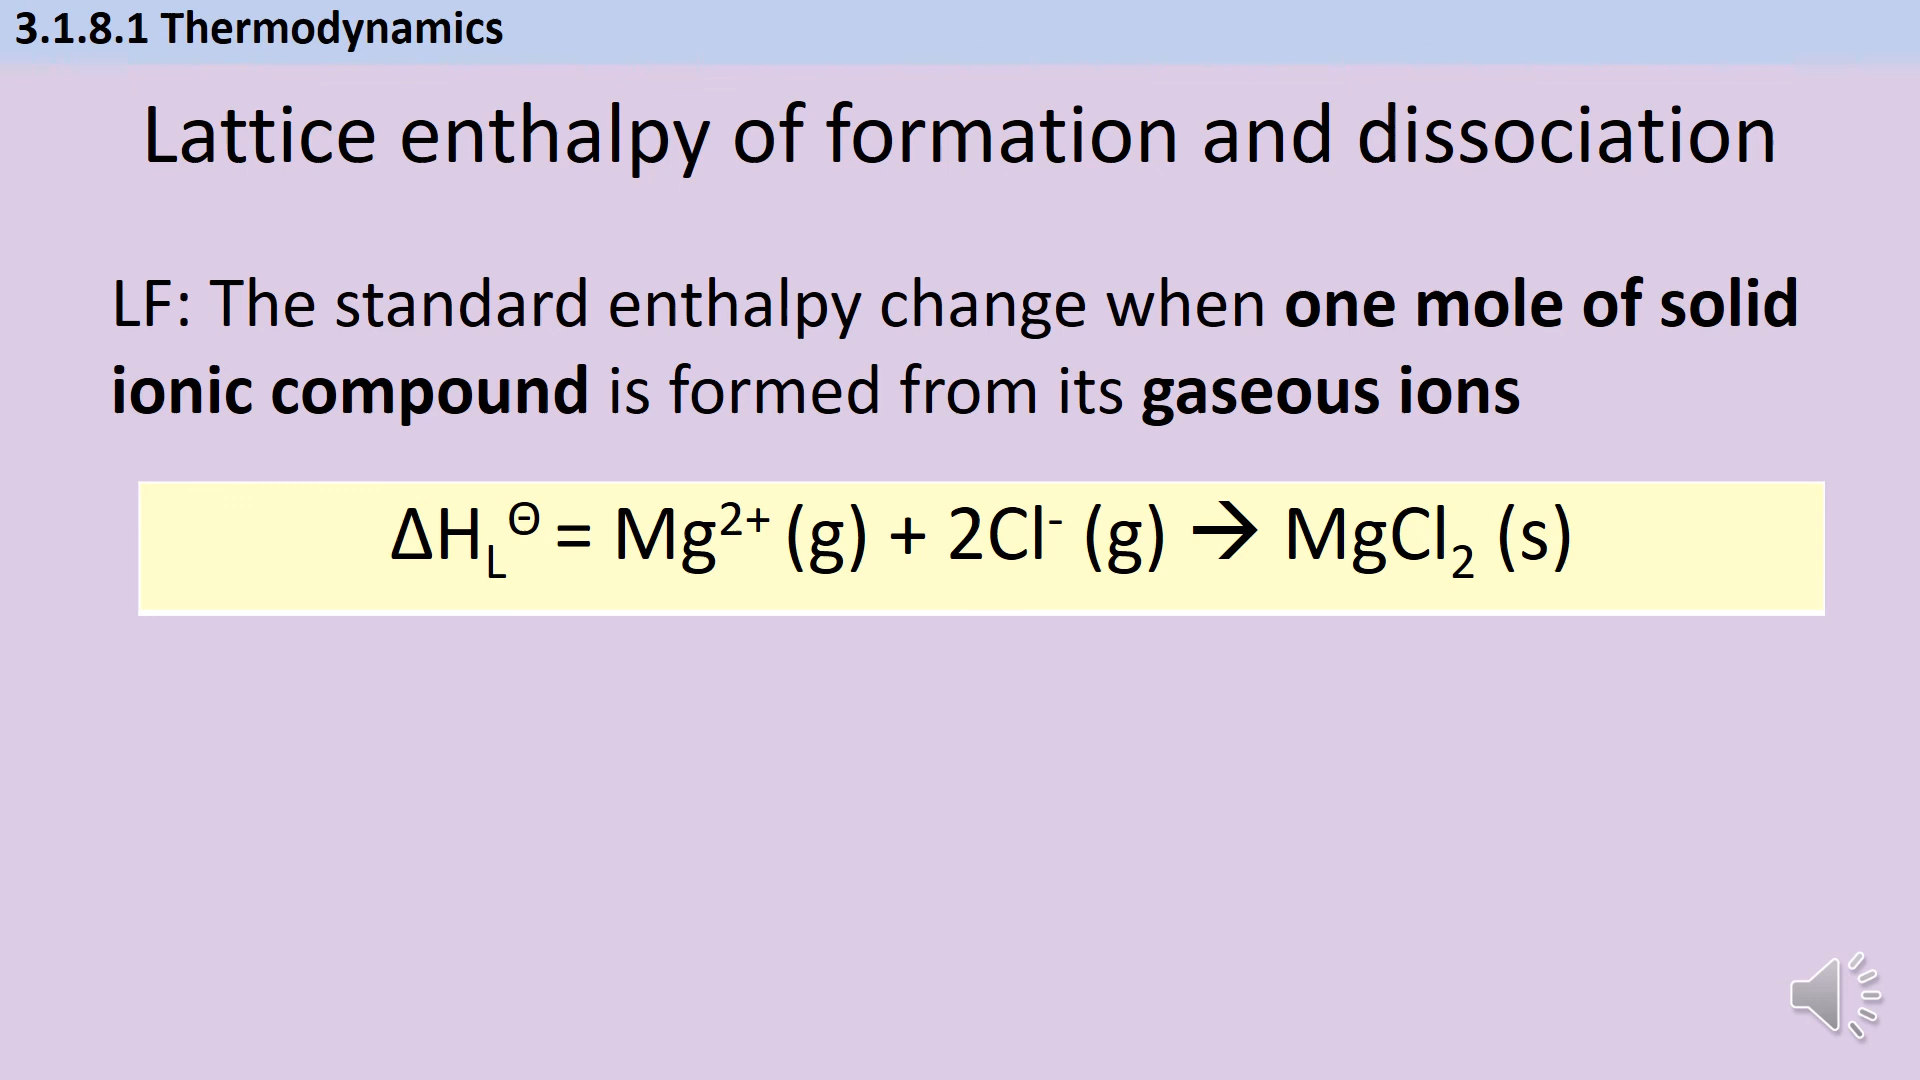 3.1.8.1 Thermodynamics
Lattice enthalpy of formation and dissociation
LF: The standard enthalpy change when one mole of solid
ionic compound is formed from its gaseous ions
ΔH_L^Θ = Mg²⁺ (g) + 2Cl⁻ (g) → MgCl₂ (s)